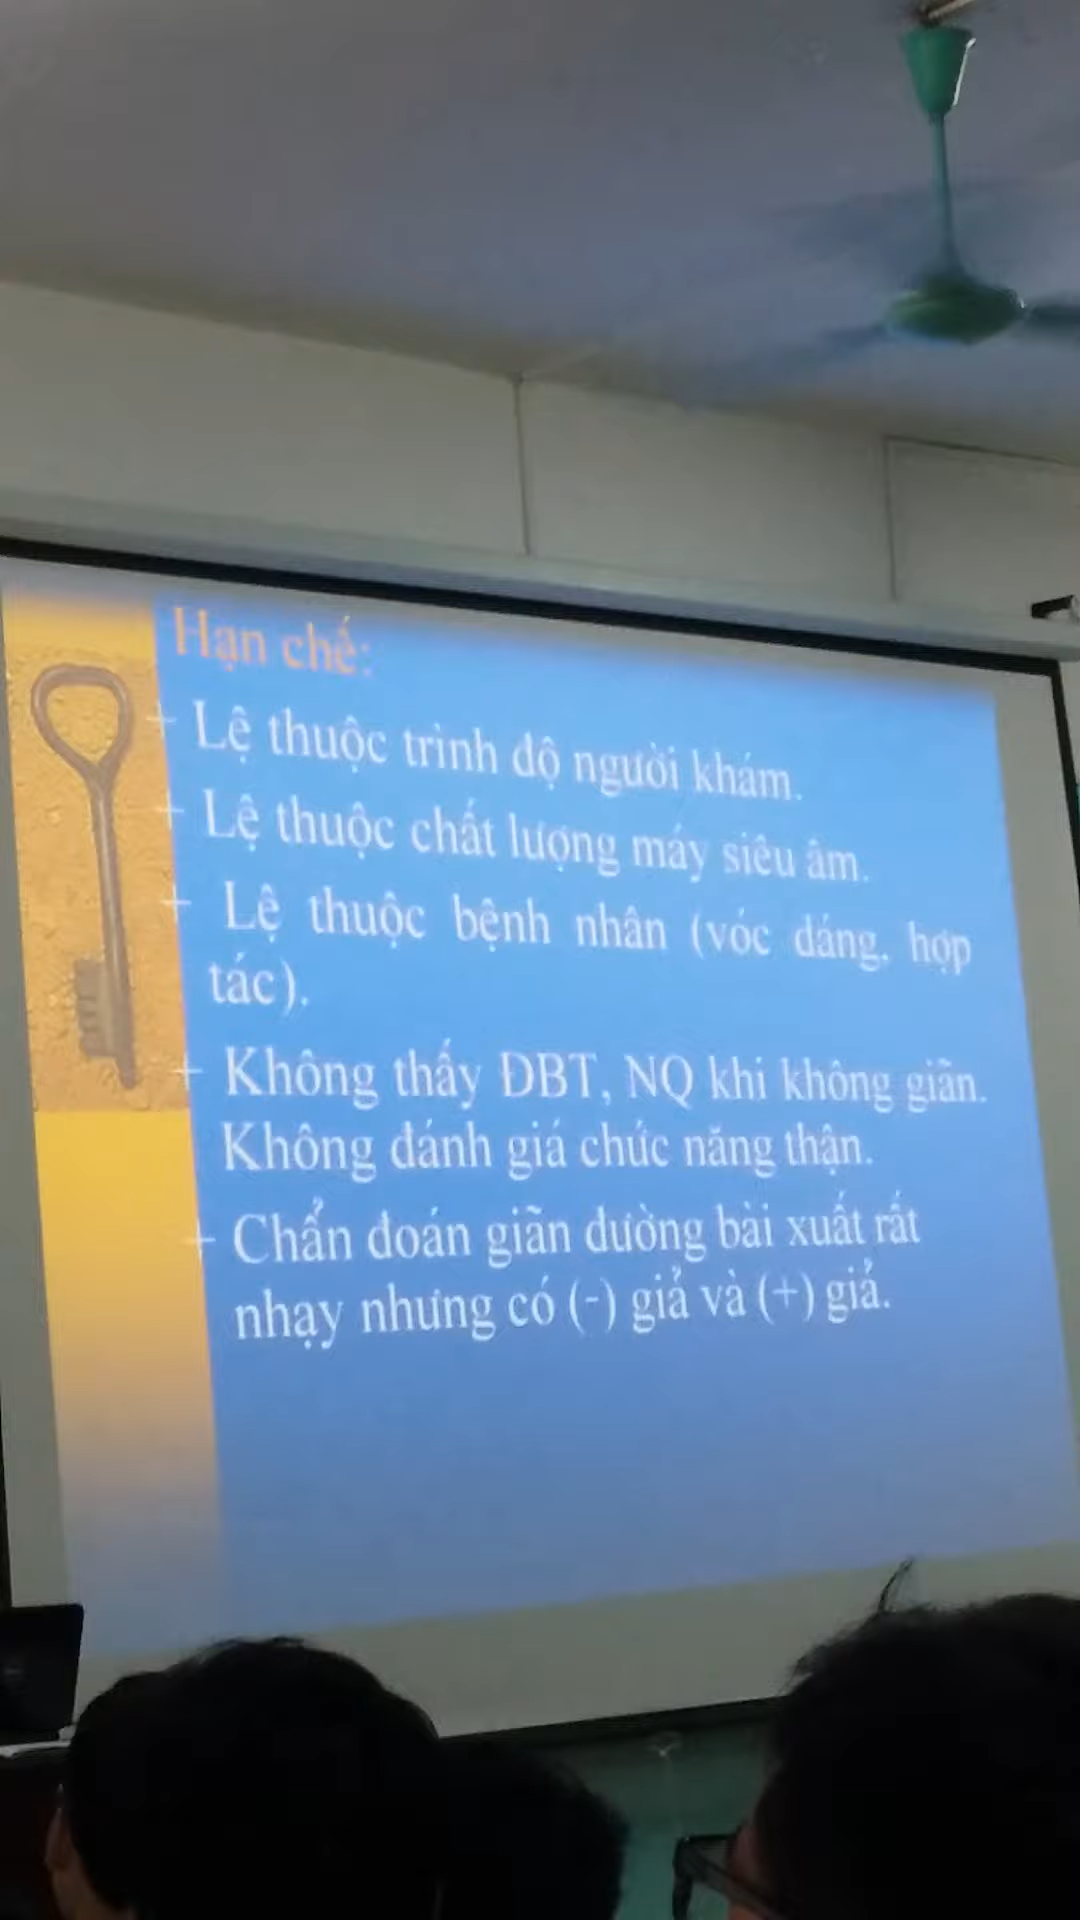 Hạn chế:
+ Lệ thuộc trình độ người khám.
+ Lệ thuộc chất lượng máy siêu âm.
+ Lệ thuộc bệnh nhân (vóc dáng, hợp
tác).
+ Không thấy ĐBT, NQ khi không giãn.
Không đánh giá chức năng thận.
+ Chẩn đoán giãn đường bài xuất rất
nhạy nhưng có (-) giả và (+) giả.